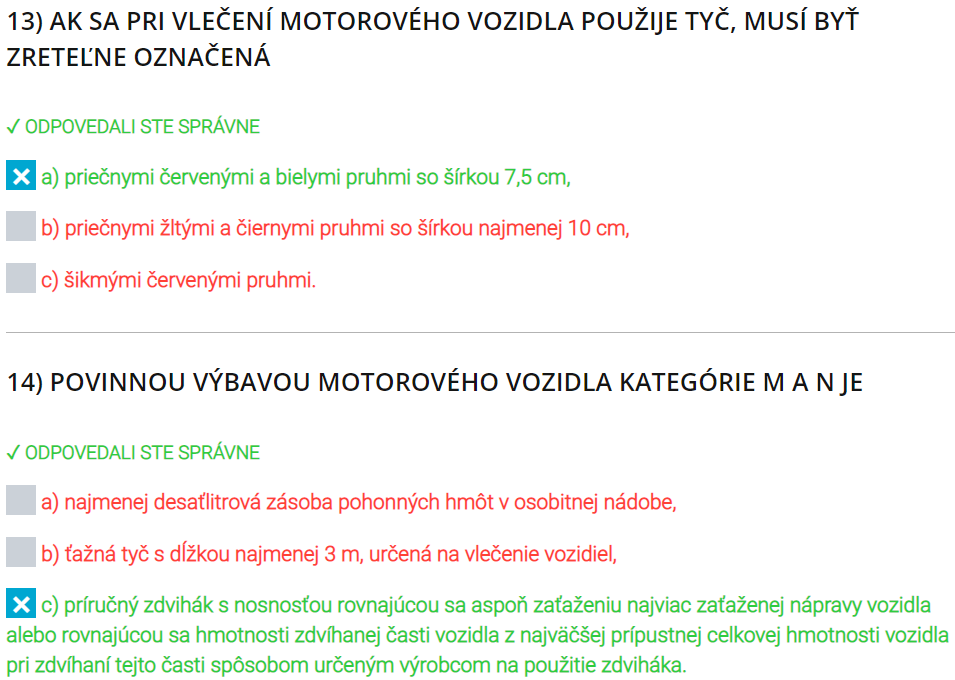 13) AK SA PRI VLEČENÍ MOTOROVÉHO VOZIDLA POUŽIJE TYČ, MUSÍ BYŤ
ZRETEĽNE OZNAČENÁ
✓ ODPOVEDALI STE SPRÁVNE
a) priečnymi červenými a bielymi pruhmi so šírkou 7,5 cm,
b) priečnymi žltými a čiernymi pruhmi so šírkou najmenej 10 cm,
c) šikmými červenými pruhmi.
14) POVINNOU VÝBAVOU MOTOROVÉHO VOZIDLA KATEGÓRIE M A N JE
✓ ODPOVEDALI STE SPRÁVNE
a) najmenej desaťlitrová zásoba pohonných hmôt v osobitnej nádobe,
b) ťažná tyč s dĺžkou najmenej 3 m, určená na vlečenie vozidiel,
c) príručný zdvihák s nosnosťou rovnajúcou sa aspoň zaťaženiu najviac zaťaženej nápravy vozidla
alebo rovnajúcou sa hmotnosti zdvíhanej časti vozidla z najväčšej prípustnej celkovej hmotnosti vozidla
pri zdvíhaní tejto časti spôsobom určeným výrobcom na použitie zdviháka.